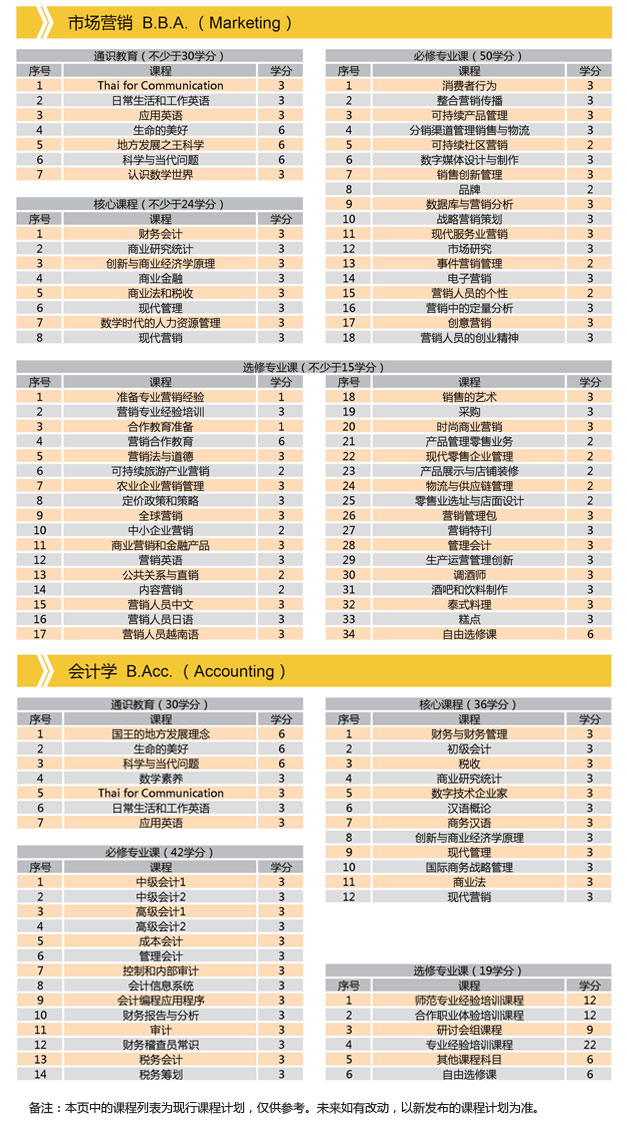 市场营销 B.B.A. （Marketing）
通识教育（不少于30学分）
序号 课程 学分
1 Thai for Communication 3
2 日常生活和工作英语 3
3 应用英语 3
4 生命的美好 6
5 地方发展之王科学 6
6 科学与当代问题 6
7 认识数学世界 3
核心课程（不少于24学分）
序号 课程 学分
1 财务会计 3
2 商业研究统计 3
3 创新与商业经济学原理 3
4 商业金融 3
5 商业法和税收 3
6 现代管理 3
7 数学时代的人力资源管理 3
8 现代营销 3
必修专业课（50学分）
序号 课程 学分
1 消费者行为 3
2 整合营销传播 3
3 可持续产品管理 3
4 分销渠道管理销售与物流 3
5 可持续社区营销 2
6 数字媒体设计与制作 3
7 销售创新管理 3
8 品牌 2
9 数据库与营销分析 3
10 战略营销策划 3
11 现代服务业营销 3
12 市场研究 3
13 事件营销管理 2
14 电子营销 3
15 营销人员的个性 2
16 营销中的定量分析 3
17 创意营销 3
18 营销人员的创业精神 3
选修专业课（不少于15学分）
序号 课程 学分
1 准备专业营销经验 1
2 营销专业经验培训 3
3 合作教育准备 1
4 营销合作教育 6
5 营销法与道德 3
6 可持续旅游产业营销 2
7 农业企业营销管理 3
8 定价政策和策略 3
9 全球营销 3
10 中小企业营销 2
11 商业营销和金融产品 3
12 营销英语 3
13 公共关系与直销 2
14 内容营销 2
15 营销人员中文 3
16 营销人员日语 3
17 营销人员越南语 3
序号 课程 学分
18 销售的艺术 3
19 采购 3
20 时尚商业营销 3
21 产品管理零售业务 2
22 现代零售企业管理 2
23 产品展示与店铺装修 2
24 物流与供应链管理 2
25 零售业选址与店面设计 2
26 营销管理包 3
27 营销特刊 3
28 管理会计 3
29 生产运营管理创新 3
30 调酒师 3
31 酒吧和饮料制作 3
32 泰式料理 3
33 糕点 3
34 自由选修课 6
会计学 B.Acc. （Accounting）
通识教育（30学分）
序号 课程 学分
1 国王的地方发展理念 6
2 生命的美好 6
3 科学与当代问题 6
4 数学素养 3
5 Thai for Communication 3
6 日常生活和工作英语 3
7 应用英语 3
必修专业课（42学分）
序号 课程 学分
1 中级会计1 3
2 中级会计2 3
3 高级会计1 3
4 高级会计2 3
5 成本会计 3
6 管理会计 3
7 控制和内部审计 3
8 会计信息系统 3
9 会计编程应用程序 3
10 财务报告与分析 3
11 审计 3
12 财务稽查员常识 3
13 税务会计 3
14 税务筹划 3
核心课程（36学分）
序号 课程 学分
1 财务与财务管理 3
2 初级会计 3
3 税收 3
4 商业研究统计 3
5 数字技术企业家 3
6 汉语概论 3
7 商务汉语 3
8 创新与商业经济学原理 3
9 现代管理 3
10 国际商务战略管理 3
11 商业法 3
12 现代营销 3
选修专业课（19学分）
序号 课程 学分
1 师范专业经验培训课程 12
2 合作职业体验培训课程 12
3 研讨会组课程 9
4 专业经验培训课程 22
5 其他课程科目 6
6 自由选修课 6
备注：本页中的课程列表为现行课程计划，仅供参考。未来如有改动，以新发布的课程计划为准。